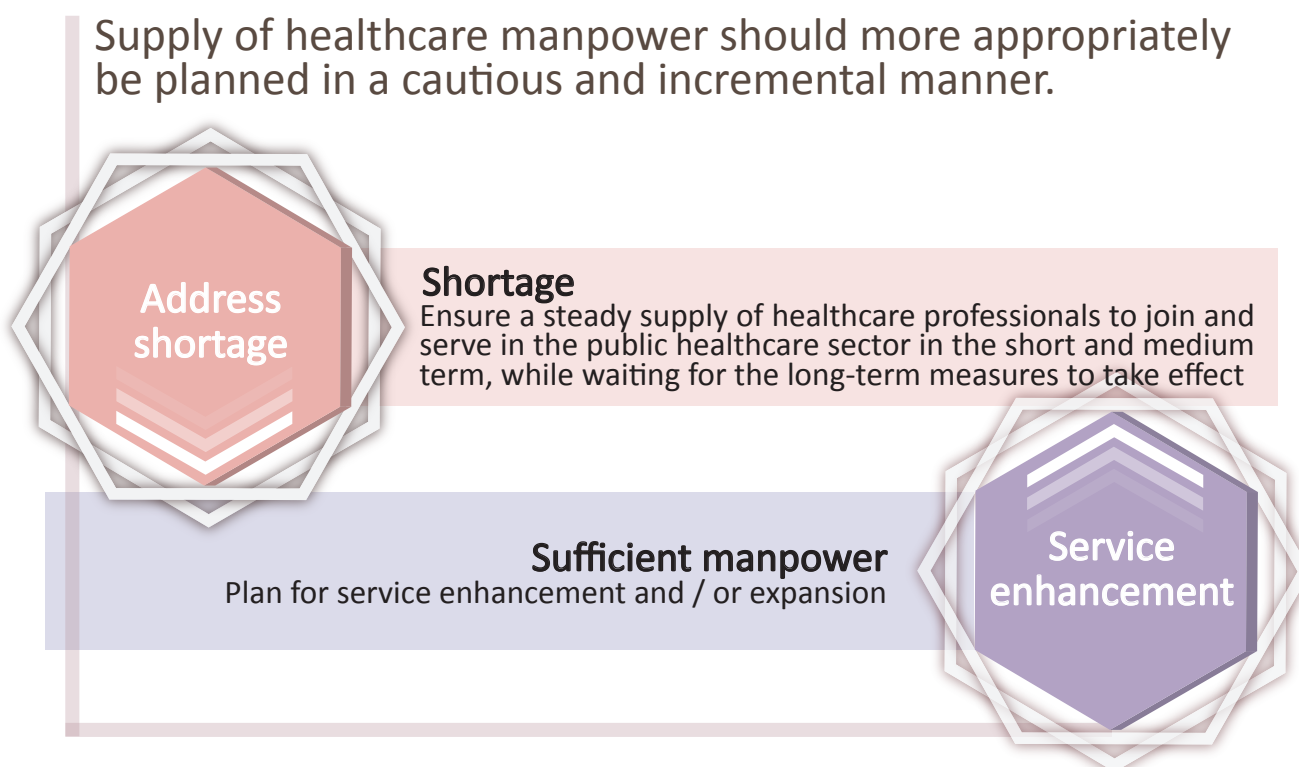 Supply of healthcare manpower should more appropriately
be planned in a cautious and incremental manner.
Address
shortage
Shortage
Ensure a steady supply of healthcare professionals to join and
serve in the public healthcare sector in the short and medium
term, while waiting for the long-term measures to take effect
Sufficient manpower
Plan for service enhancement and / or expansion
Service
enhancement